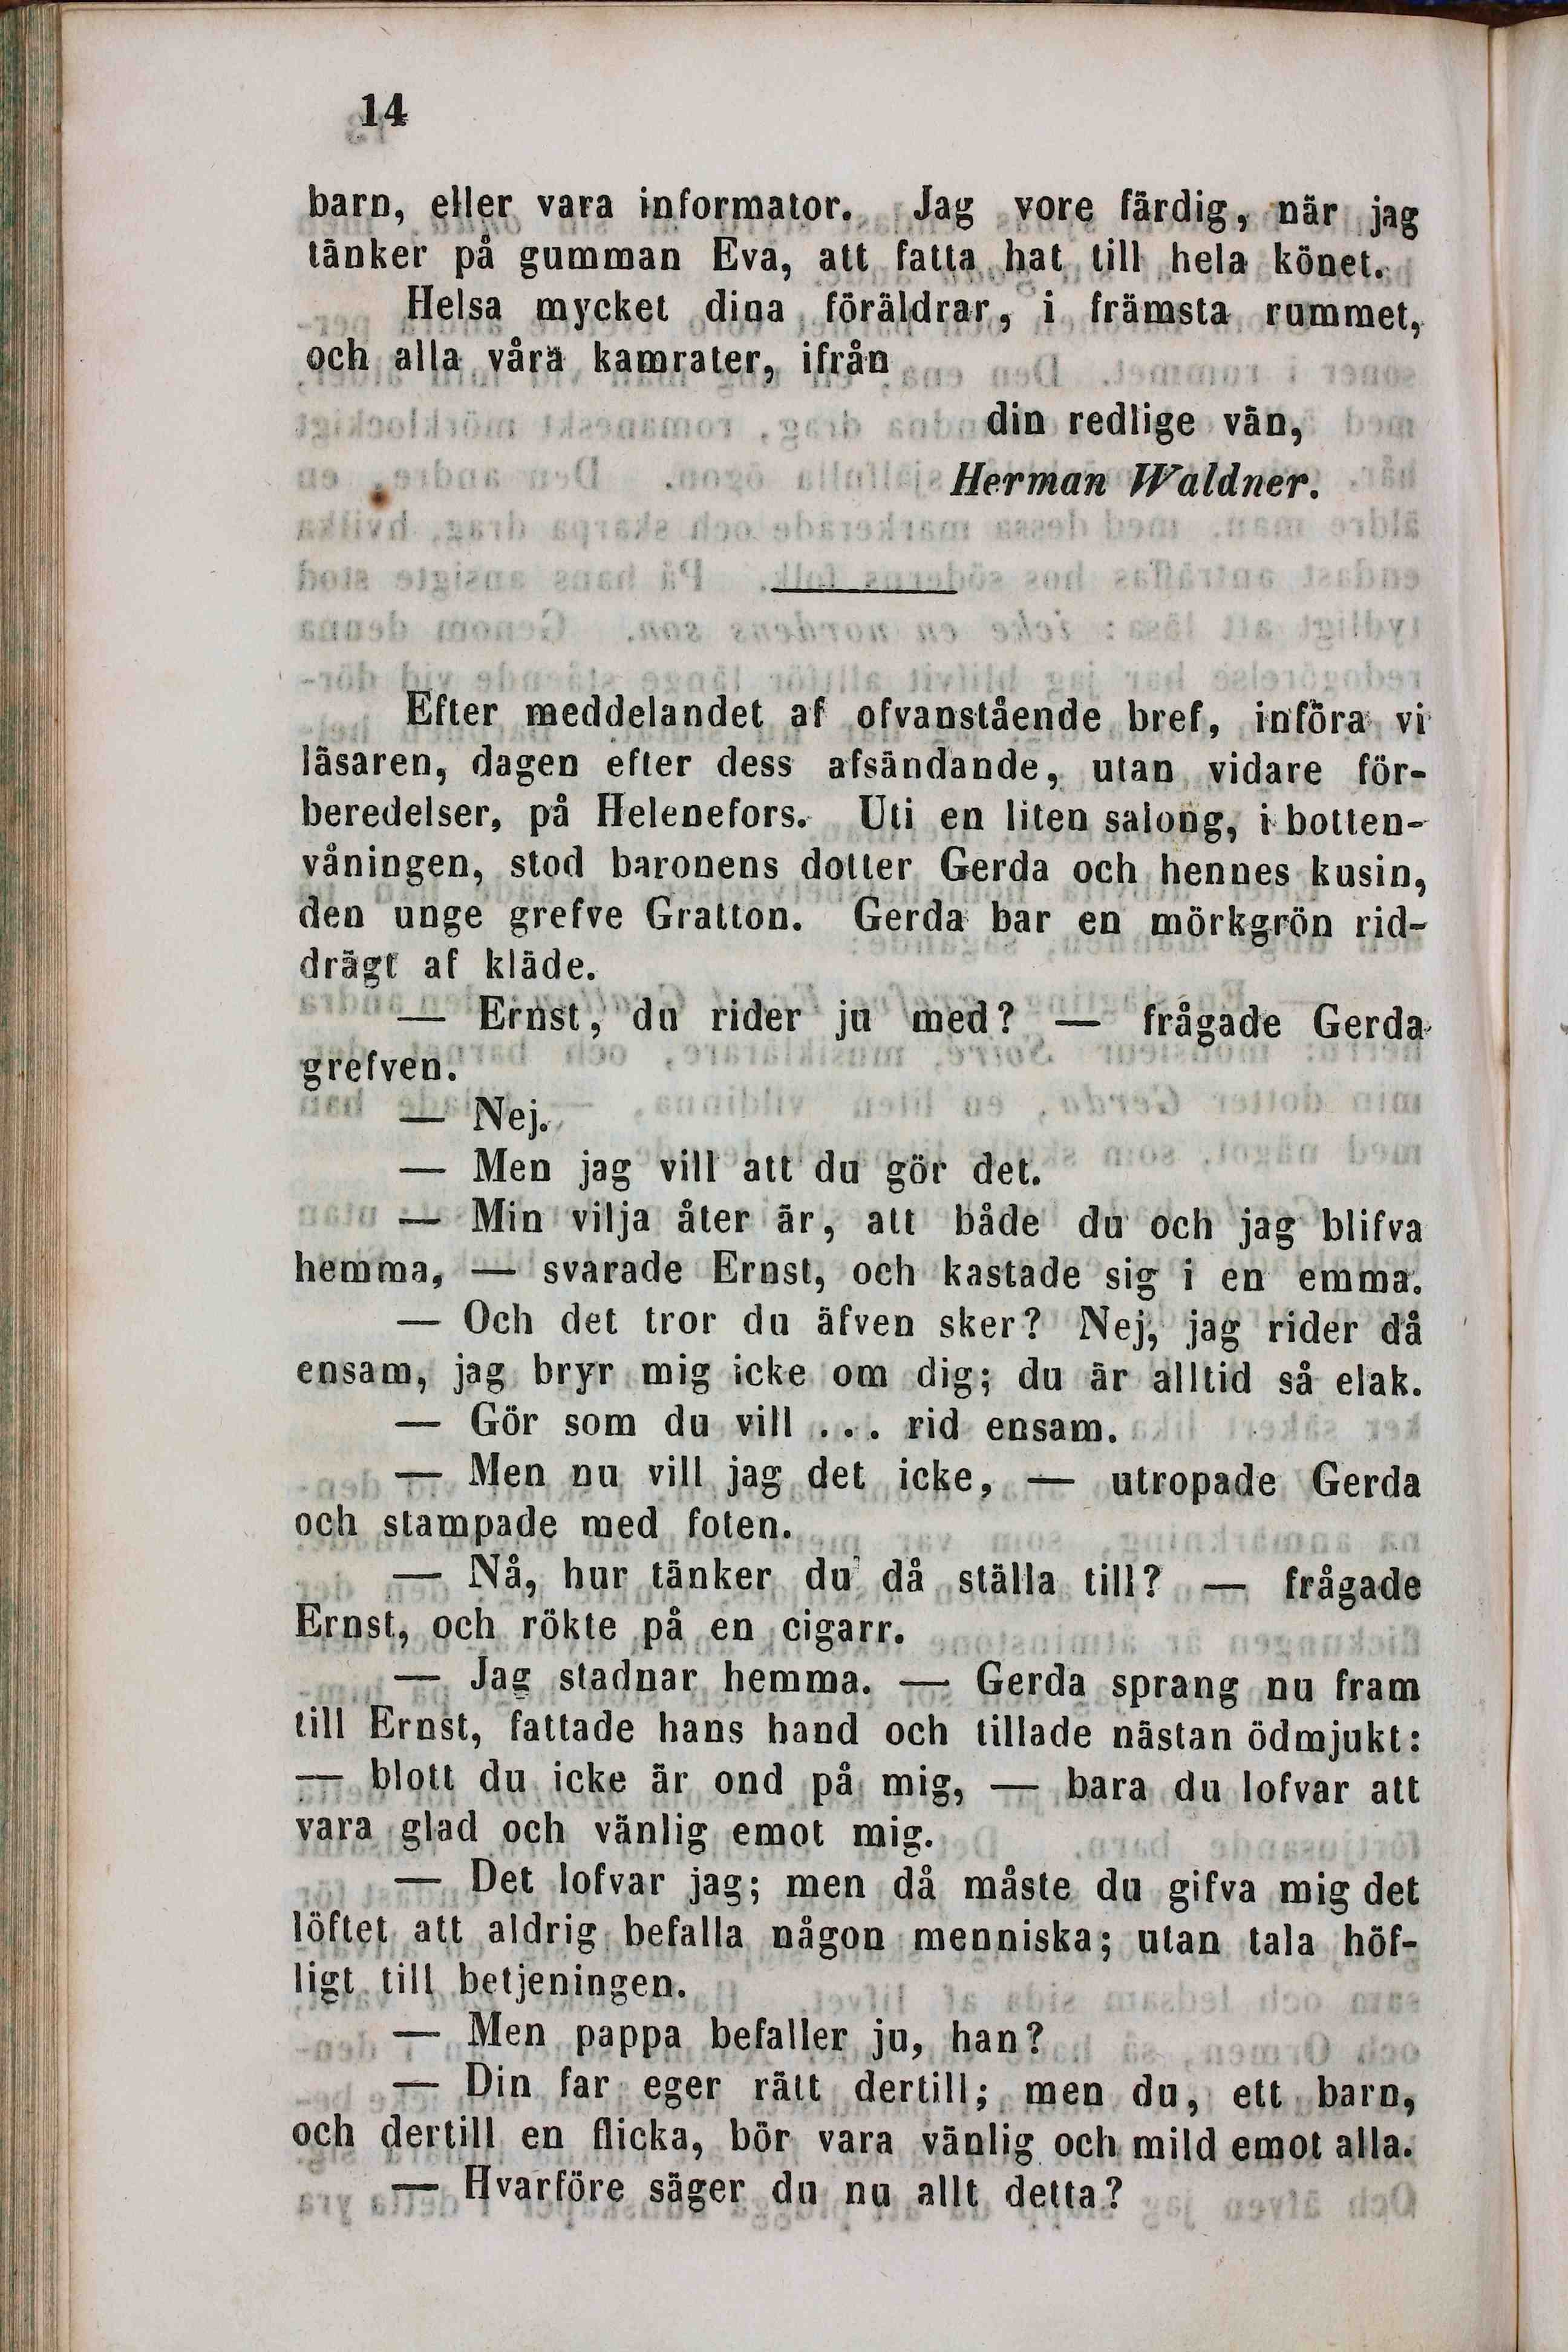 14
barn, eller vara informator. Jag vore färdig, när jag
tänker på gumman Eva, att fatta hat till hela könet.
Helsa mycket dina föräldrar, i främsta rummet,
och alla våra kamrater, ifrån
din redlige vän,
Herman Waldner.
Efter meddelandet af ofvanstående bref, införa vi
läsaren, dagen efter dess afsändande, utan vidare för-
beredelser, på Helenefors. Uti en liten salong, i botten-
våningen, stod baronens dotter Gerda och hennes kusin,
den unge grefve Gratton. Gerda bar en mörkgrön rid-
drägt af kläde.
— Ernst, du rider ju med? — frågade Gerda
grefven.
— Nej.
— Men jag vill att du gör det.
— Min vilja åter är, att både du och jag blifva
hemma, — svarade Ernst, och kastade sig i en emma.
— Och det tror du äfven sker? Nej, jag rider då
ensam, jag bryr mig icke om dig; du är alltid så elak.
— Gör som du vill ... rid ensam.
— Men nu vill jag det icke, — utropade Gerda
och stampade med foten.
— Nå, hur tänker du då ställa till? — frågade
Ernst, och rökte på en cigarr.
— Jag stadnar hemma. — Gerda sprang nu fram
till Ernst, fattade hans hand och tillade nästan ödmjukt:
— blott du icke är ond på mig, — bara du lofvar att
vara glad och vänlig emot mig.
— Det lofvar jag; men då måste du gifva mig det
löftet att aldrig befalla någon menniska; utan tala höf-
ligt till betjeningen.
— Men pappa befaller ju, han?
— Din far eger rätt dertill; men du, ett barn,
och dertill en flicka, bör vara vänlig och mild emot alla.
— Hvarföre säger du nu allt detta?